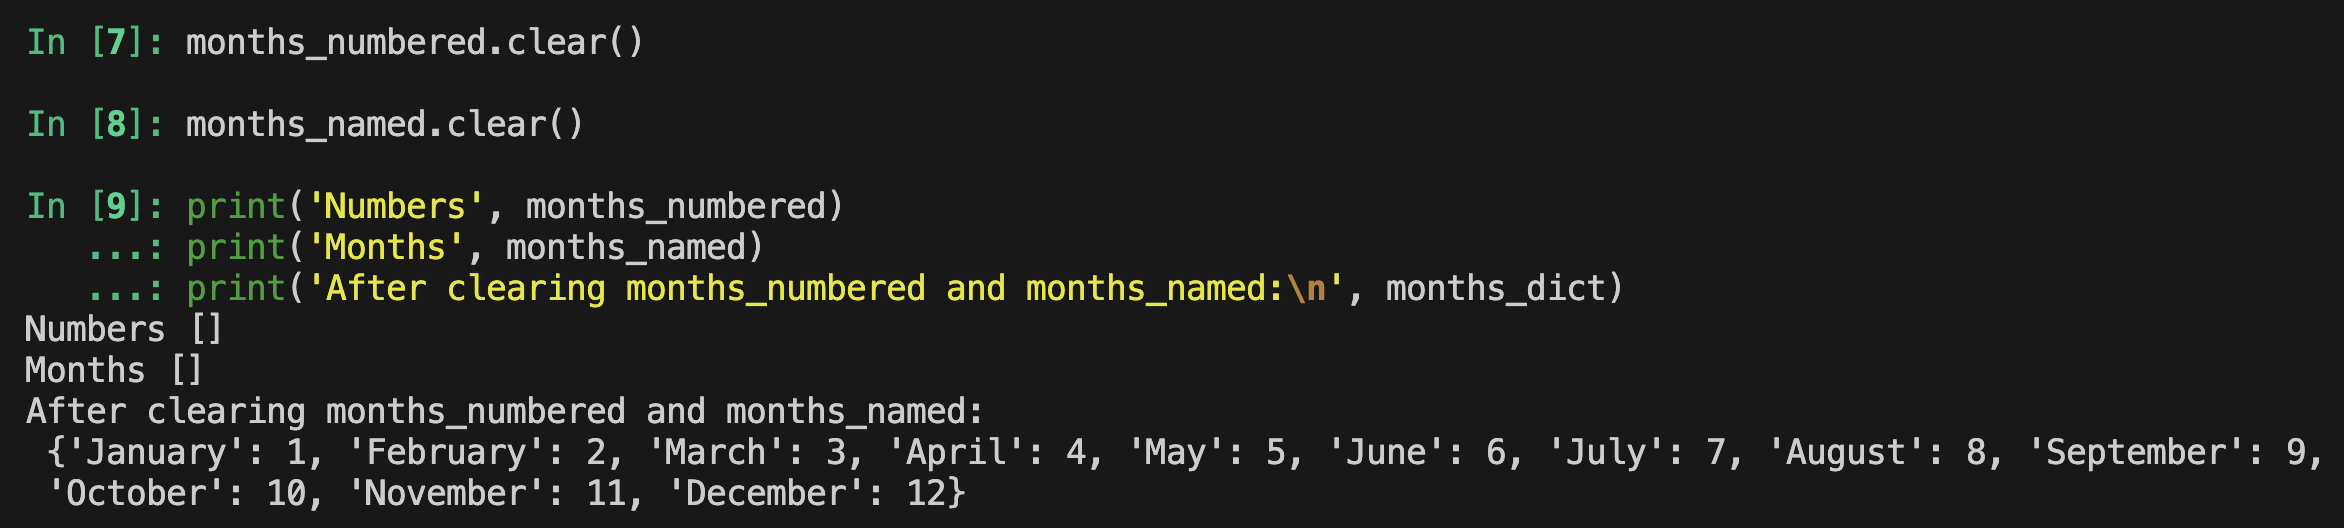 In [7]: months_numbered.clear()
In [8]: months_named.clear()
In [9]: print('Numbers', months_numbered)
   ...: print('Months', months_named)
   ...: print('After clearing months_numbered and months_named:\n', months_dict)
Numbers []
Months []
After clearing months_numbered and months_named:
 {'January': 1, 'February': 2, 'March': 3, 'April': 4, 'May': 5, 'June': 6, 'July': 7, 'August': 8, 'September': 9,
 'October': 10, 'November': 11, 'December': 12}